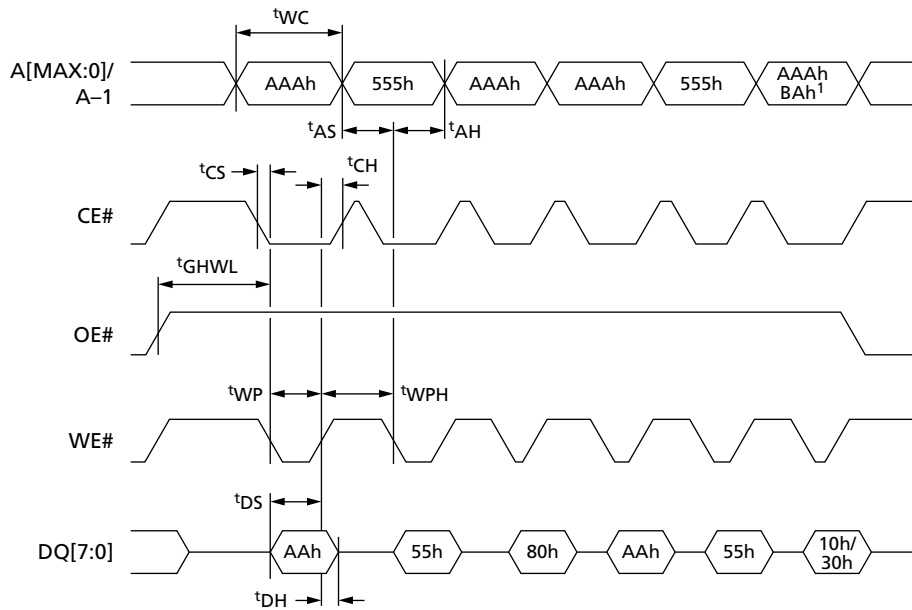 tWC
A[MAX:0]/
A–1
AAAh
555h
AAAh
AAAh
555h
AAAh
BAh1
tAS
tAH
tCS
tCH
CE#
tGHWL
OE#
tWP
tWPH
WE#
tDS
DQ[7:0]
AAh
55h
80h
AAh
55h
10h/
30h
tDH